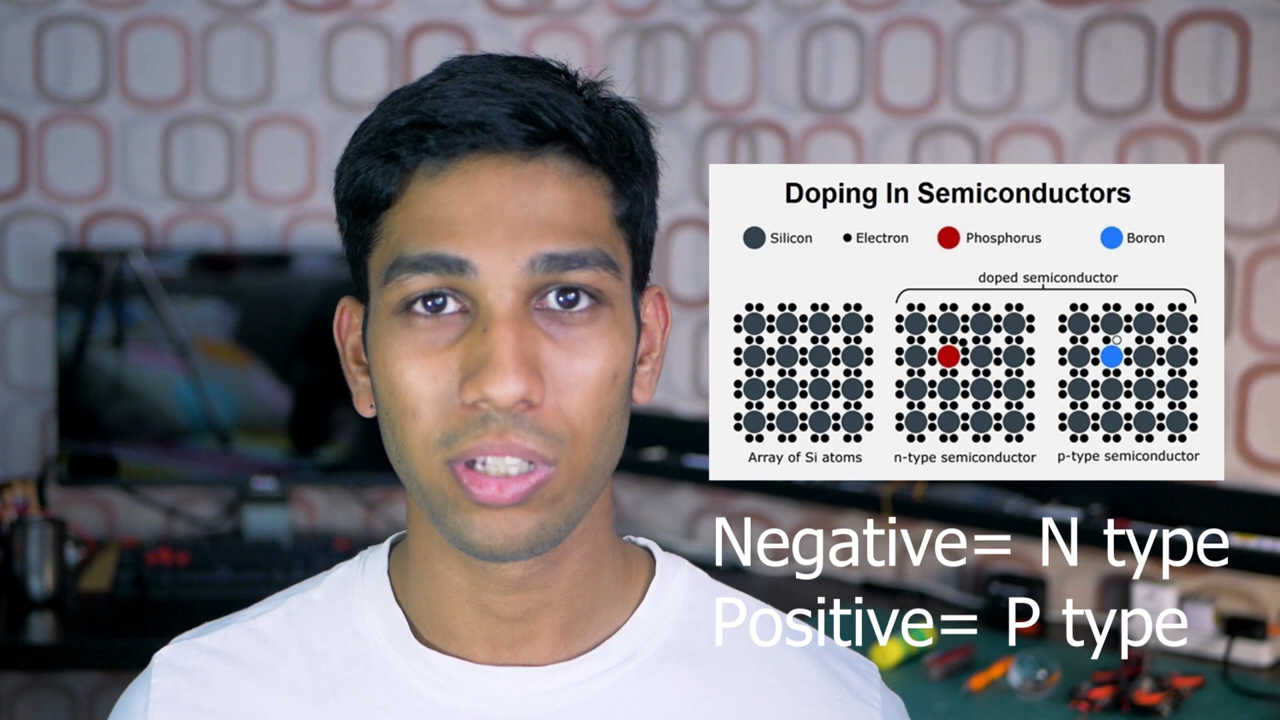 Doping In Semiconductors
Silicon Electron Phosphorus Boron
doped semiconductor
Array of Si atoms n-type semiconductor p-type semiconductor
Negative= N type
Positive= P type